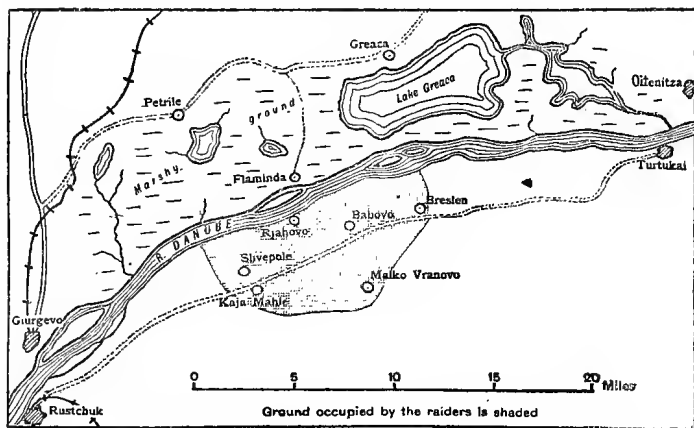 Greaca
Lake Greaca
Oltenitza
Petrile
Marshy ground
Flaminda
Turtukai
Breslen
Babovo
Rjahovo
R. DANUBE
Slivepole
Malko Vranovo
Kaja Mahle
Giurgevo
0 5 10 15 20
Miles
Rustchuk
Ground occupied by the raiders is shaded